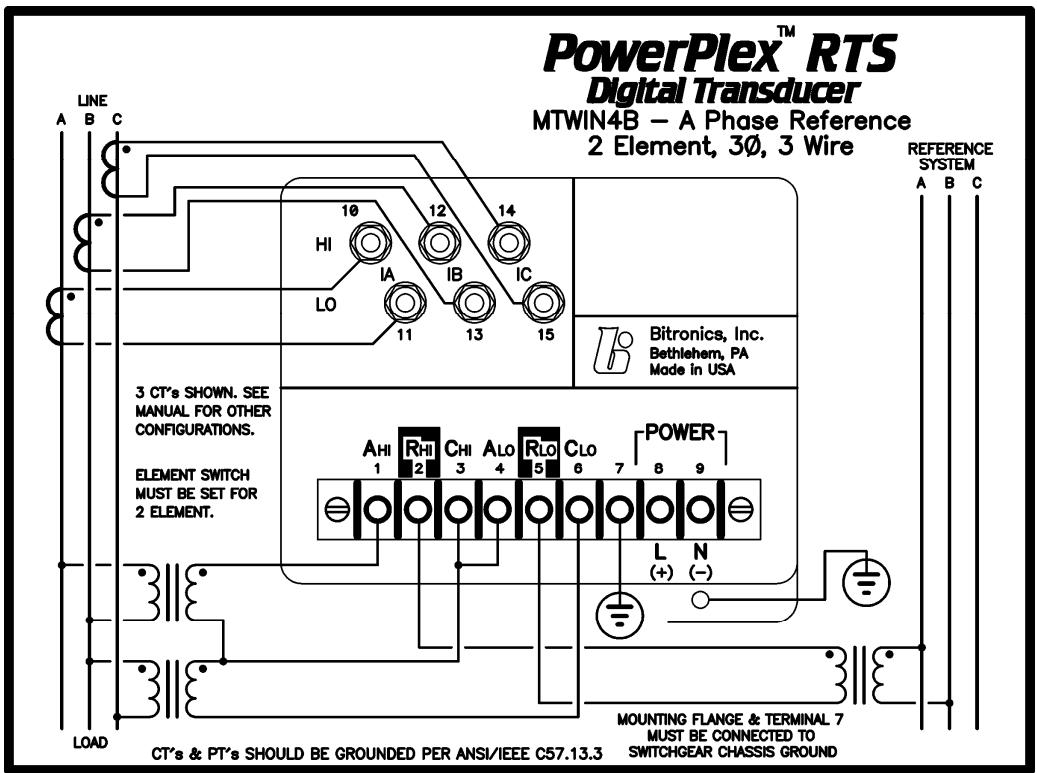 PowerPlex™ RTS
Digital Transducer
MTWIN4B – A Phase Reference
2 Element, 3Ø, 3 Wire
LINE
A B C
REFERENCE
SYSTEM
A B C
10 12 14
HI
IA IB IC
LO
11 13 15
Bitronics, Inc.
Bethlehem, PA
Made in USA
3 CT's SHOWN. SEE
MANUAL FOR OTHER
CONFIGURATIONS.
ELEMENT SWITCH
MUST BE SET FOR
2 ELEMENT.
POWER
AHI RHI CHI ALO RLO CLO
1 2 3 4 5 6 7 8 9
L N
(+) (–)
LOAD
MOUNTING FLANGE & TERMINAL 7
MUST BE CONNECTED TO
SWITCHGEAR CHASSIS GROUND
CT's & PT's SHOULD BE GROUNDED PER ANSI/IEEE C57.13.3